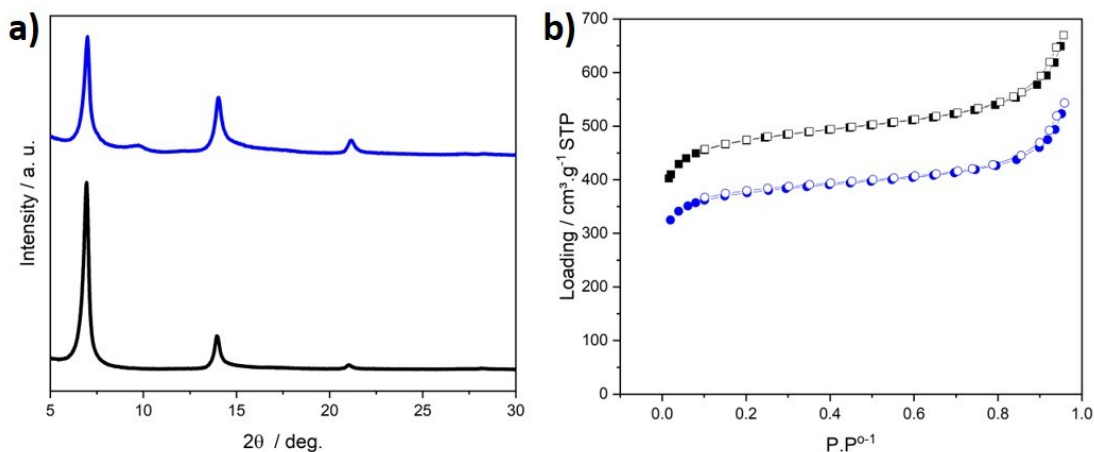 a)
Intensity / a. u.
5 10 15 20 25 30
2θ / deg.
b)
700
600
500
400
300
200
100
0
Loading / cm³.g⁻¹ STP
0.0 0.2 0.4 0.6 0.8 1.0
P.P⁰⁻¹